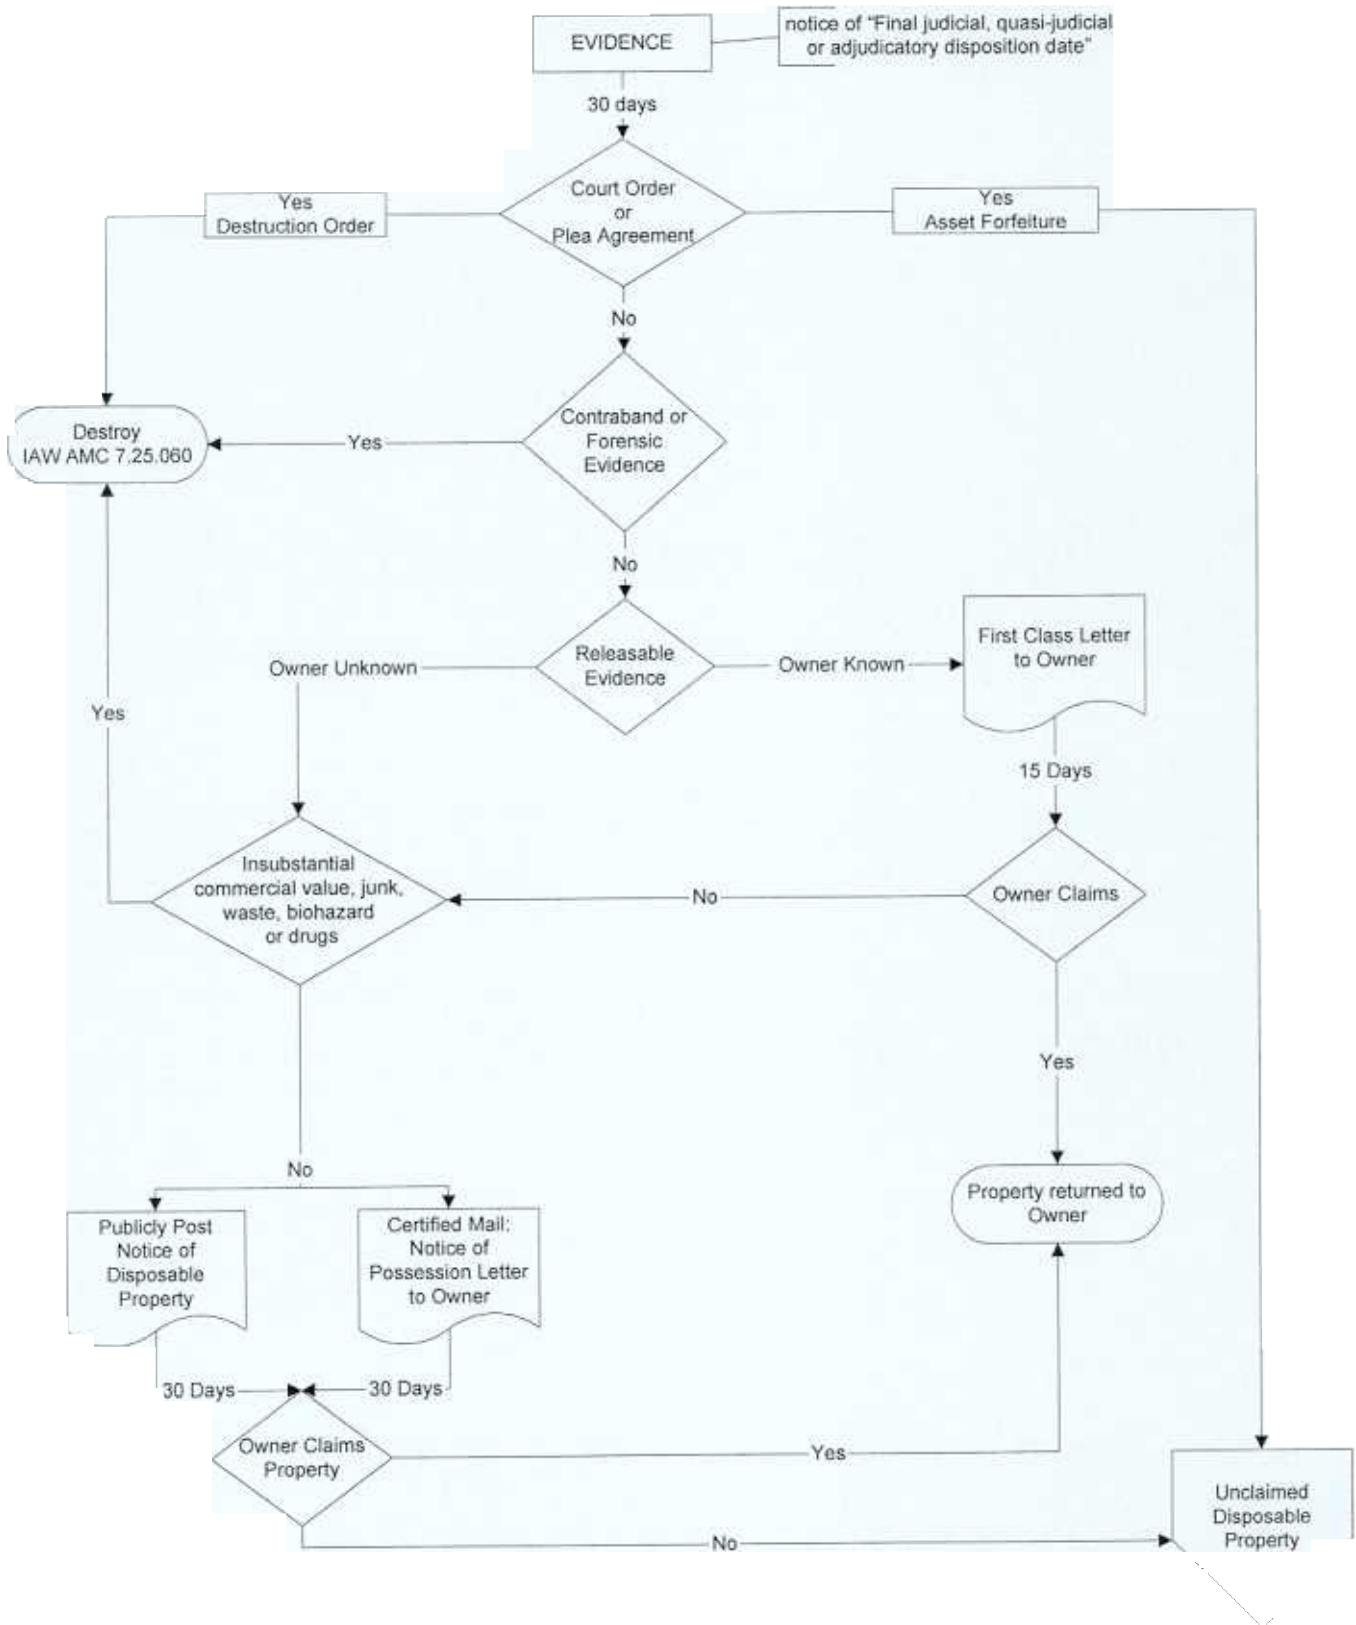 EVIDENCE
notice of "Final judicial, quasi-judicial
or adjudicatory disposition date"
30 days
Court Order
or
Plea Agreement
Yes
Destruction Order
Yes
Asset Forfeiture
No
Contraband or
Forensic
Evidence
Yes
Destroy
IAW AMC 7.25.060
No
Releasable
Evidence
Owner Unknown
Owner Known
First Class Letter
to Owner
Yes
15 Days
Insubstantial
commercial value, junk,
waste, biohazard
or drugs
No
Owner Claims
Yes
No
Property returned to
Owner
Publicly Post
Notice of
Disposable
Property
Certified Mail:
Notice of
Possession Letter
to Owner
30 Days
30 Days
Owner Claims
Property
Yes
No
Unclaimed
Disposable
Property